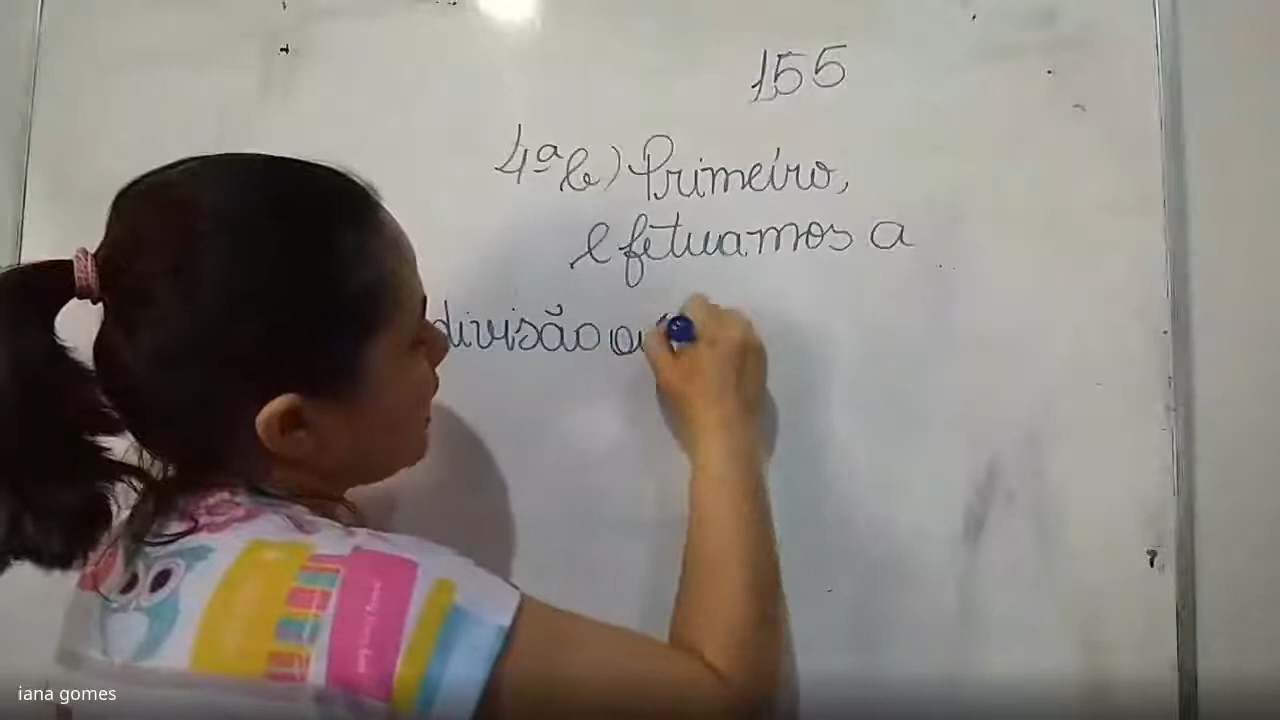 155
4ª b) Primeiro,
efetuamos a
divisão
iana gomes